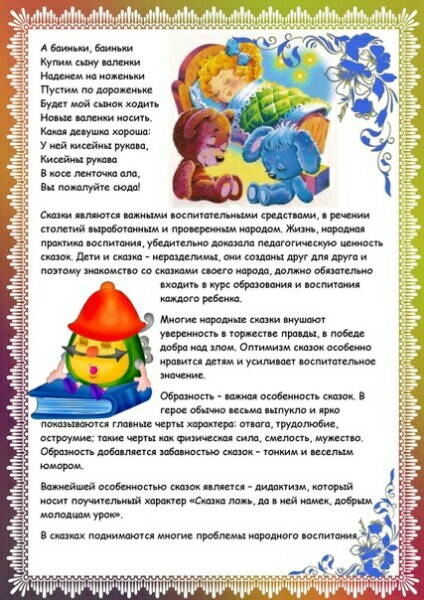 А баиньки, баиньки
Купим сыну валенки
Наденем на ноженьки
Пустим по дороженьке
Будет мой сынок ходить
Новые валенки носить.
Какая девушка хороша:
У ней кисейны рукава,
Кисейны рукава
В косе ленточка ала,
Вы пожалуйте сюда!
Сказки являются важными воспитательными средствами, в речении
столетий выработанным и проверенным народом. Жизнь, народная
практика воспитания, убедительно доказала педагогическую ценность
сказок. Дети и сказка – неразделимы, они созданы друг для друга и
поэтому знакомство со сказками своего народа, должно обязательно
входить в курс образования и воспитания
каждого ребенка.
Многие народные сказки внушают
уверенность в торжестве правды, в победе
добра над злом. Оптимизм сказок особенно
нравится детям и усиливает воспитательное
значение.
Образность – важная особенность сказок. В
герое обычно весьма выпукло и ярко
показываются главные черты характера: отвага, трудолюбие,
остроумие; такие черты как физическая сила, смелость, мужество.
Образность добавляется забавностью сказок – тонким и веселым
юмором.
Важнейшей особенностью сказок является – дидактизм, который
носит поучительный характер «Сказка ложь, да в ней намек, добрым
молодцам урок».
В сказках поднимаются многие проблемы народного воспитания.